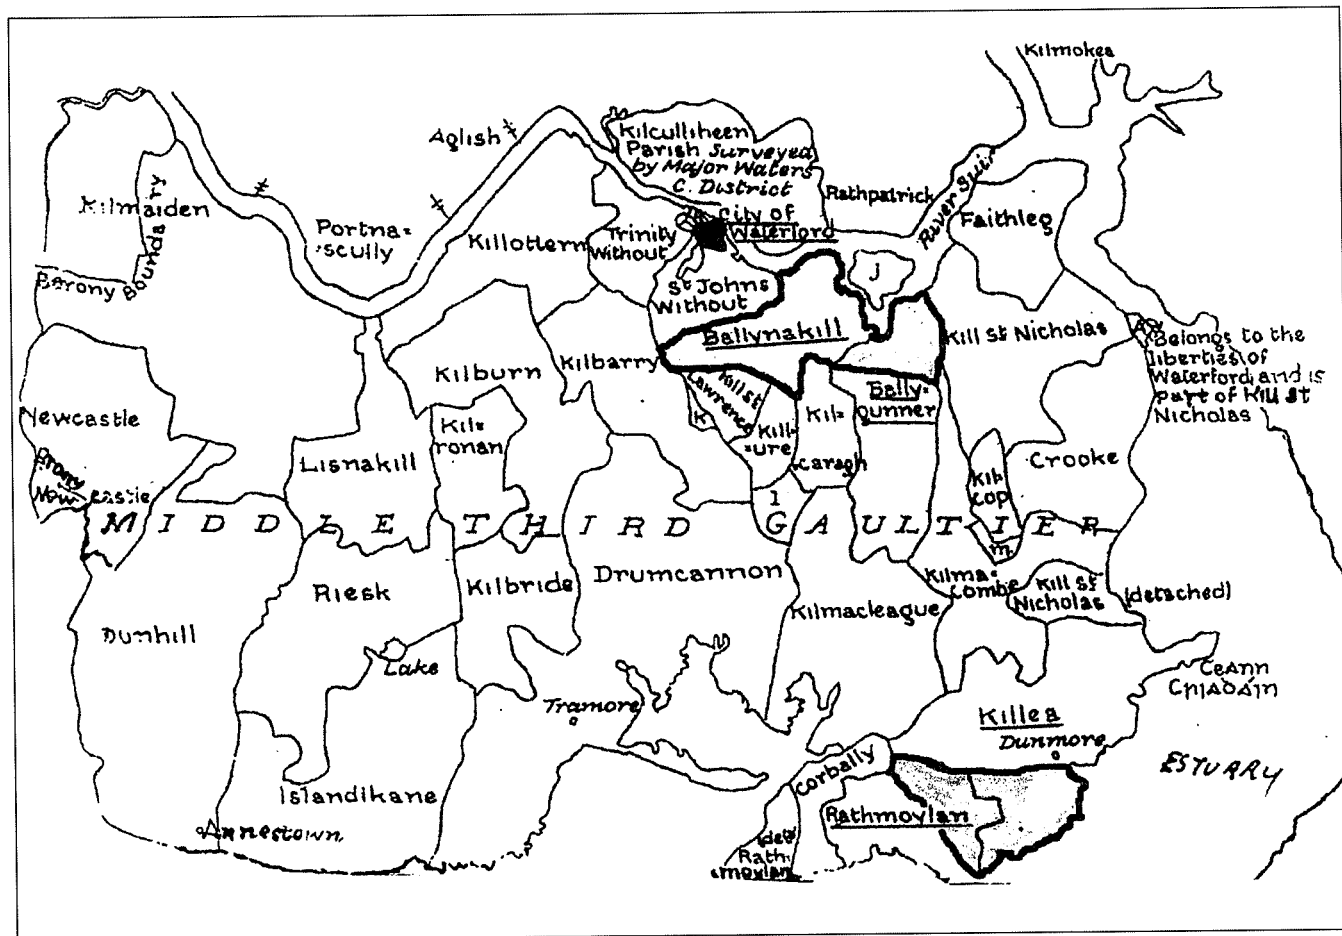 Kilmokea
Aglish
Kilculliheen
Parish Surveyed
by Major Waters
C. District
Rathpatrick
River Suir
Faithleg
Kilmaiden
Barony Boundary
Portna=
scully
Killottern
Trinity
Without
City of
Waterford
J
St Johns
Without
Ballynakill
Kill St Nicholas
Belongs to the
liberties of
Waterford and is
part of Kill St
Nicholas
Kilburn
Kilbarry
Kill St
Lawrence
K
Kill=
ure
Kil=
caragh
Bally=
gunner
Newcastle
Newcastle
Lisnakill
Kil=
ronan
Kil
cop
Crooke
I
MIDDLE THIRD GAULTIER
m.
Riesk
Kilbride
Drumcannon
Kilmacleague
Kilma=
combe
Kill St
Nicholas
(detached)
Dunhill
Lake
Tramore
Killea
Dunmore
Ceann
ESTUARY
Corbally
Rathmoylan
Islandikane
Annestown
Rath
moylan